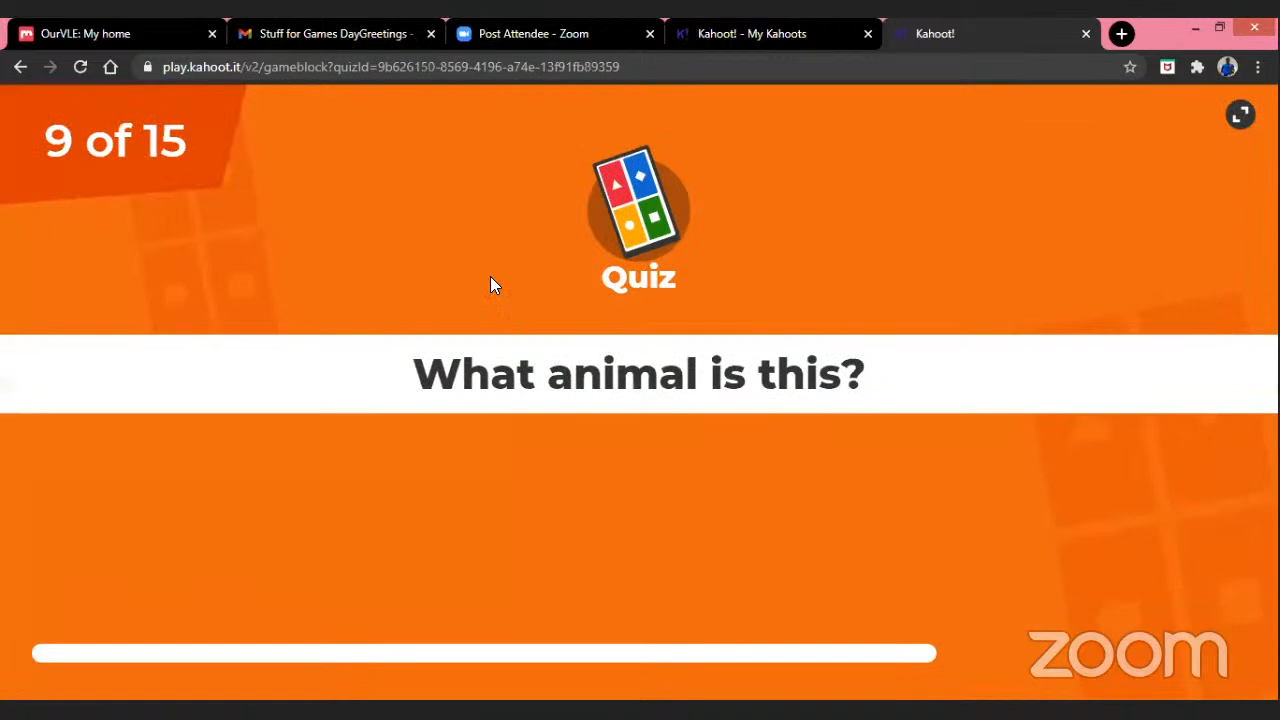 OurVLE: My home
Stuff for Games DayGreetings -
Post Attendee - Zoom
Kahoot! - My Kahoots
Kahoot!
play.kahoot.it/v2/gameblock?quizId=9b626150-8569-4196-a74e-13f91fb89359
9 of 15
Quiz
What animal is this?
zoom